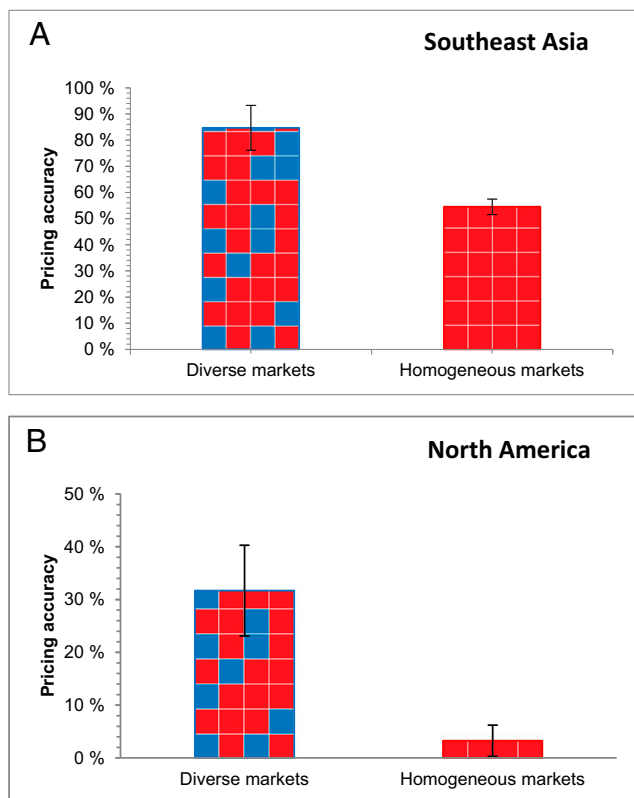 A
Southeast Asia
Pricing accuracy
100 %
90 %
80 %
70 %
60 %
50 %
40 %
30 %
20 %
10 %
0 %
Diverse markets
Homogeneous markets
B
North America
Pricing accuracy
50 %
40 %
30 %
20 %
10 %
0 %
Diverse markets
Homogeneous markets